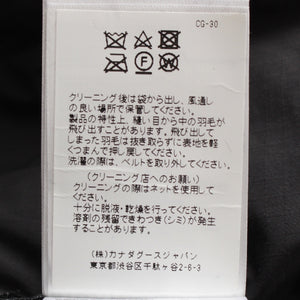 CG-30
F W
クリーニング後は袋から出し、風通し
の良い場所で保管してください。
製品の特性上、縫い目から中の羽毛が
飛び出すことがあります。飛び出して
しまった羽毛は抜き取らずに表地を軽
くつまんで押し戻してください。
洗濯の際は、ベルトを取り外してください。
(クリーニング店へのお願い)
クリーニングの際はネットを使用して
ください。
十分に脱液・乾燥を行ってください。
溶剤の残留できわつき(シミ)が発生す
る場合があります。
(株)カナダグースジャパン
東京都渋谷区千駄ヶ谷2-6-3